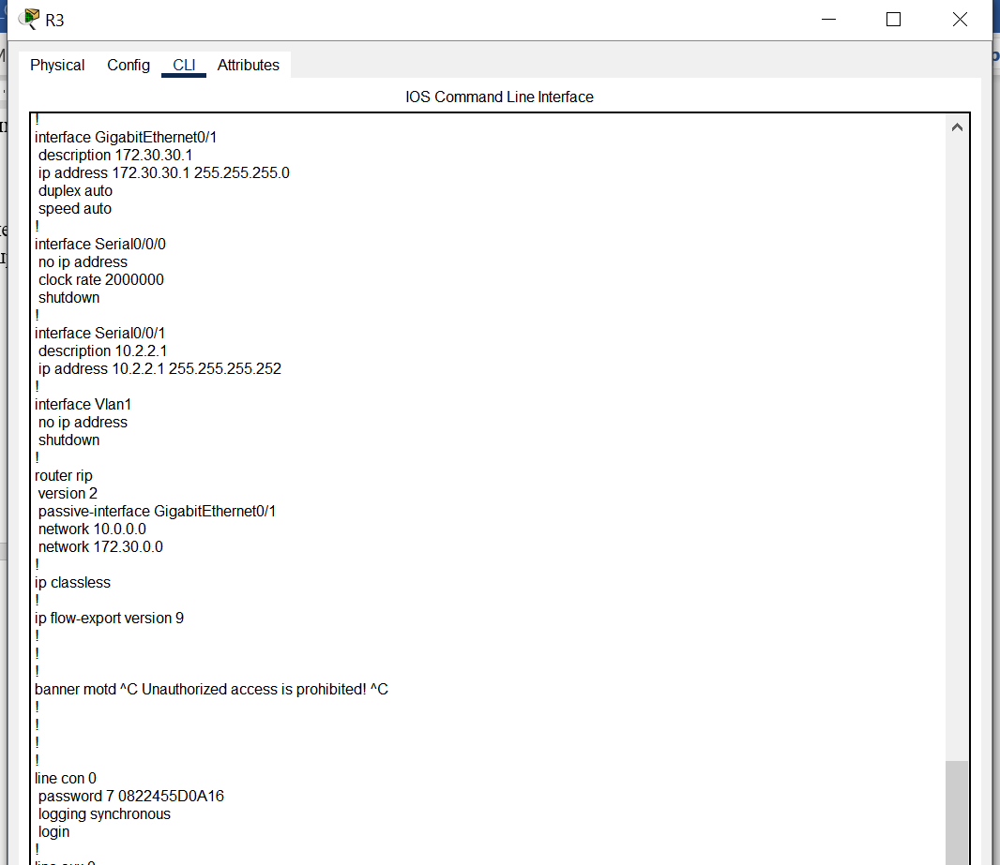 R3
Physical Config CLI Attributes
IOS Command Line Interface
!
interface GigabitEthernet0/1
description 172.30.30.1
ip address 172.30.30.1 255.255.255.0
duplex auto
speed auto
!
interface Serial0/0/0
no ip address
clock rate 2000000
shutdown
!
interface Serial0/0/1
description 10.2.2.1
ip address 10.2.2.1 255.255.255.252
!
interface Vlan1
no ip address
shutdown
!
router rip
version 2
passive-interface GigabitEthernet0/1
network 10.0.0.0
network 172.30.0.0
!
ip classless
!
ip flow-export version 9
!
!
!
banner motd ^C Unauthorized access is prohibited! ^C
!
!
!
!
line con 0
password 7 0822455D0A16
logging synchronous
login
!
line aux 0